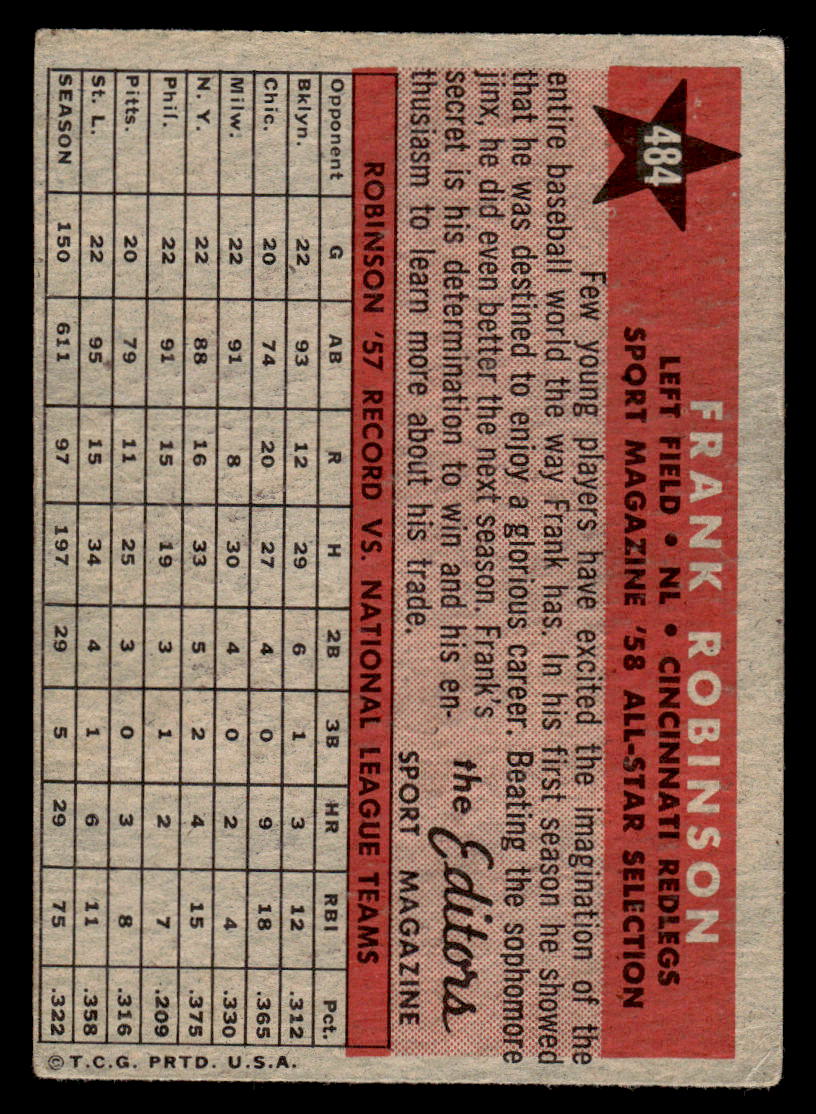 484
FRANK ROBINSON
LEFT FIELD • NL • CINCINNATI REDLEGS
SPORT MAGAZINE '58 ALL-STAR SELECTION
Few young players have excited the imagination of the
entire baseball world the way Frank has. In his first season he showed
that he was destined to enjoy a glorious career. Beating the sophomore
jinx, he did even better the next season. Frank's
secret is his determination to win and his en-
thusiasm to learn more about his trade.
the Editors
SPORT MAGAZINE
ROBINSON '57 RECORD VS. NATIONAL LEAGUE TEAMS
Opponent G AB R H 2B 3B HR RBI Pct.
Bklyn. 22 93 12 29 6 1 3 12 .312
Chic. 20 74 20 27 4 0 9 18 .365
Milw. 22 91 8 30 4 0 2 4 .330
N. Y. 22 88 16 33 5 2 4 15 .375
Phil. 22 91 15 19 3 1 2 7 .209
Pitts. 20 79 11 25 3 0 3 8 .316
St. L. 22 95 15 34 4 1 6 11 .358
SEASON 150 611 97 197 29 5 29 75 .322
© T.C.G. PRTD. U.S.A.